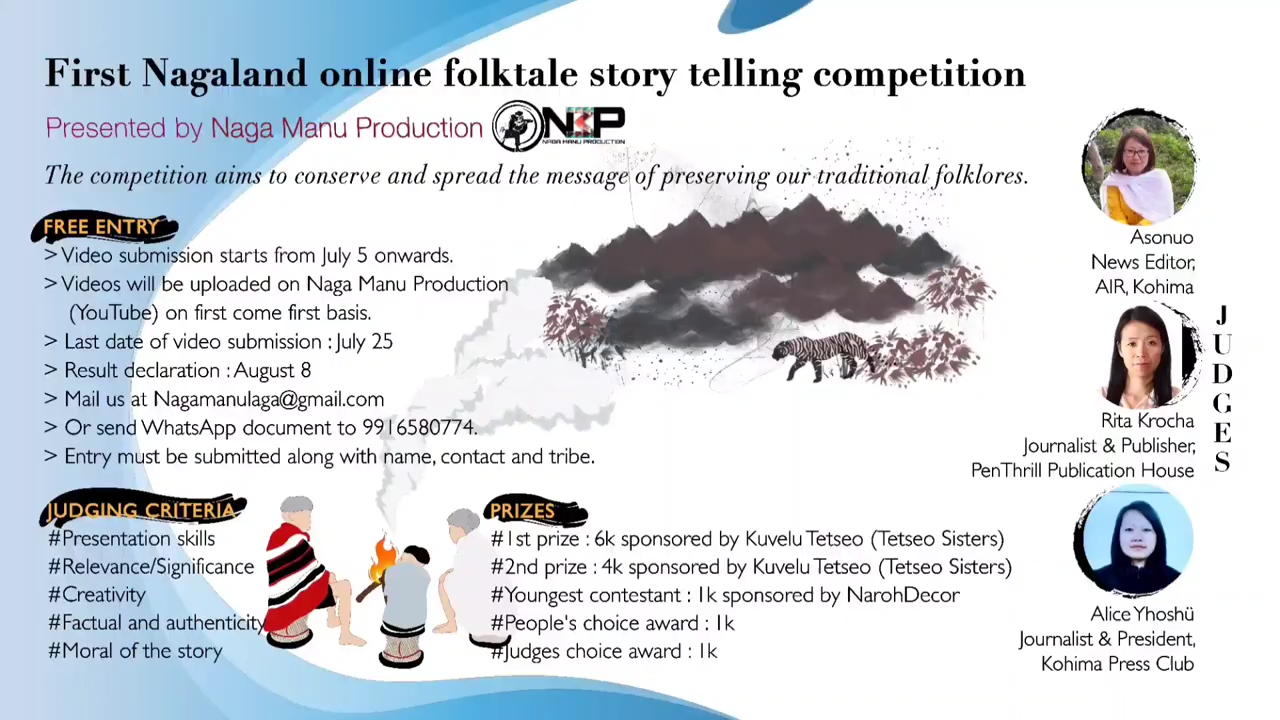 First Nagaland online folktale story telling competition
Presented by Naga Manu Production
NMP
NAGA MANU PRODUCTION
The competition aims to conserve and spread the message of preserving our traditional folklores.
FREE ENTRY
> Video submission starts from July 5 onwards.
> Videos will be uploaded on Naga Manu Production
(YouTube) on first come first basis.
> Last date of video submission : July 25
> Result declaration : August 8
> Mail us at Nagamanulaga@gmail.com
> Or send WhatsApp document to 9916580774.
> Entry must be submitted along with name, contact and tribe.
JUDGING CRITERIA
#Presentation skills
#Relevance/Significance
#Creativity
#Factual and authenticity
#Moral of the story
PRIZES
#1st prize : 6k sponsored by Kuvelu Tetseo (Tetseo Sisters)
#2nd prize : 4k sponsored by Kuvelu Tetseo (Tetseo Sisters)
#Youngest contestant : 1k sponsored by NarohDecor
#People's choice award : 1k
#Judges choice award : 1k
JUDGES
Asonuo
News Editor,
AIR, Kohima
Rita Krocha
Journalist & Publisher,
PenThrill Publication House
Alice Yhoshü
Journalist & President,
Kohima Press Club